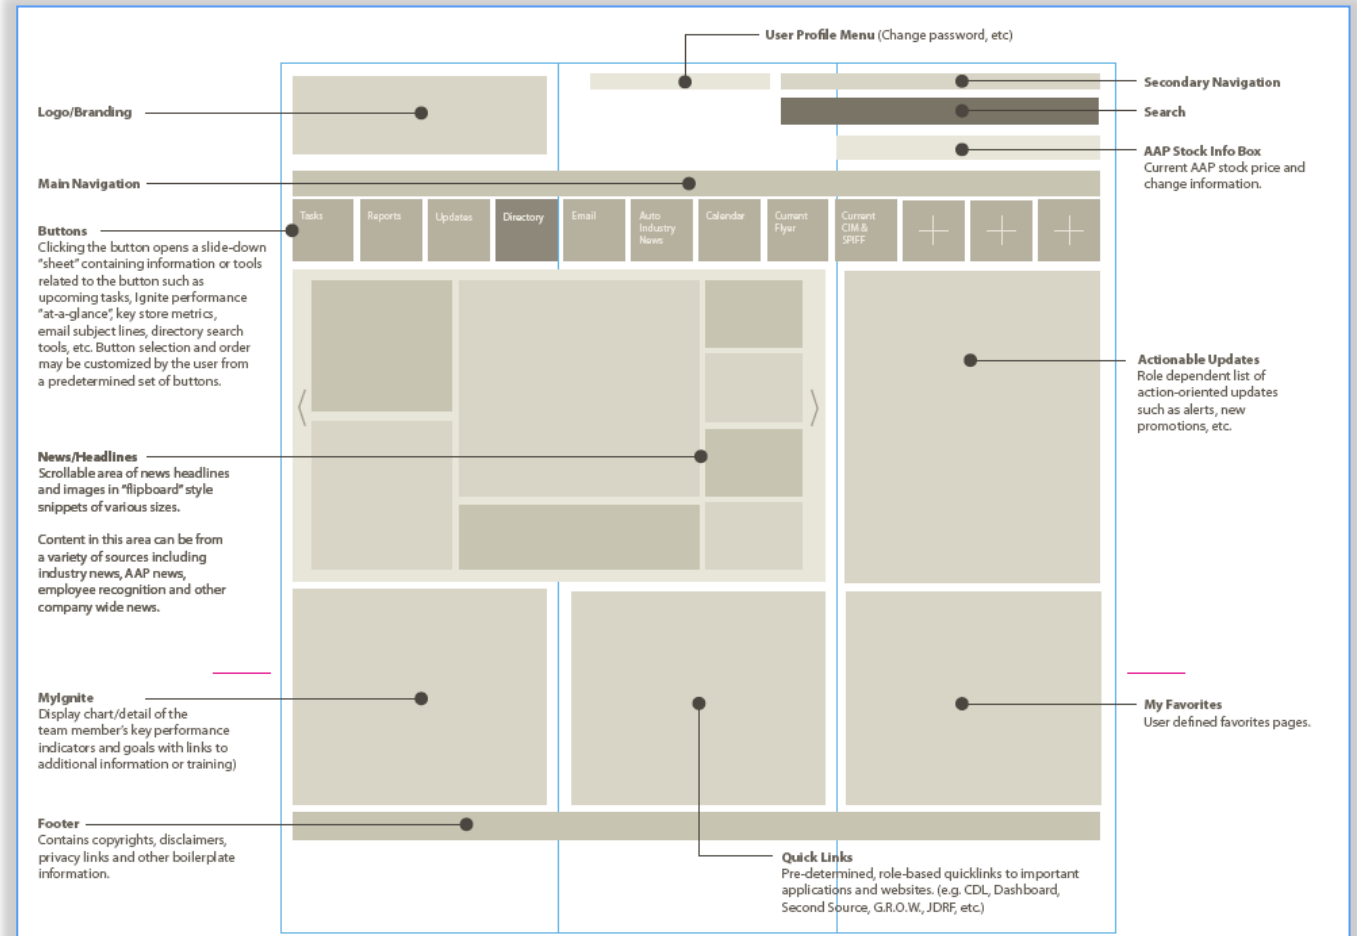 User Profile Menu (Change password, etc)
Logo/Branding
Secondary Navigation
Search
AAP Stock Info Box
Current AAP stock price and
change information.
Main Navigation
Buttons
Clicking the button opens a slide-down
"sheet" containing information or tools
related to the button such as
upcoming tasks, Ignite performance
"at-a-glance", key store metrics,
email subject lines, directory search
tools, etc. Button selection and order
may be customized by the user from
a predetermined set of buttons.
Tasks
Reports
Updates
Directory
Email
Auto
Industry
News
Calendar
Current
Flyer
Current
CIM &
SPIFF
Actionable Updates
Role dependent list of
action-oriented updates
such as alerts, new
promotions, etc.
News/Headlines
Scrollable area of news headlines
and images in "flipboard" style
snippets of various sizes.
Content in this area can be from
a variety of sources including
industry news, AAP news,
employee recognition and other
company wide news.
MyIgnite
Display chart/detail of the
team member's key performance
indicators and goals with links to
additional information or training)
My Favorites
User defined favorites pages.
Footer
Contains copyrights, disclaimers,
privacy links and other boilerplate
information.
Quick Links
Pre-determined, role-based quicklinks to important
applications and websites. (e.g. CDL, Dashboard,
Second Source, G.R.O.W., JDRF, etc.)